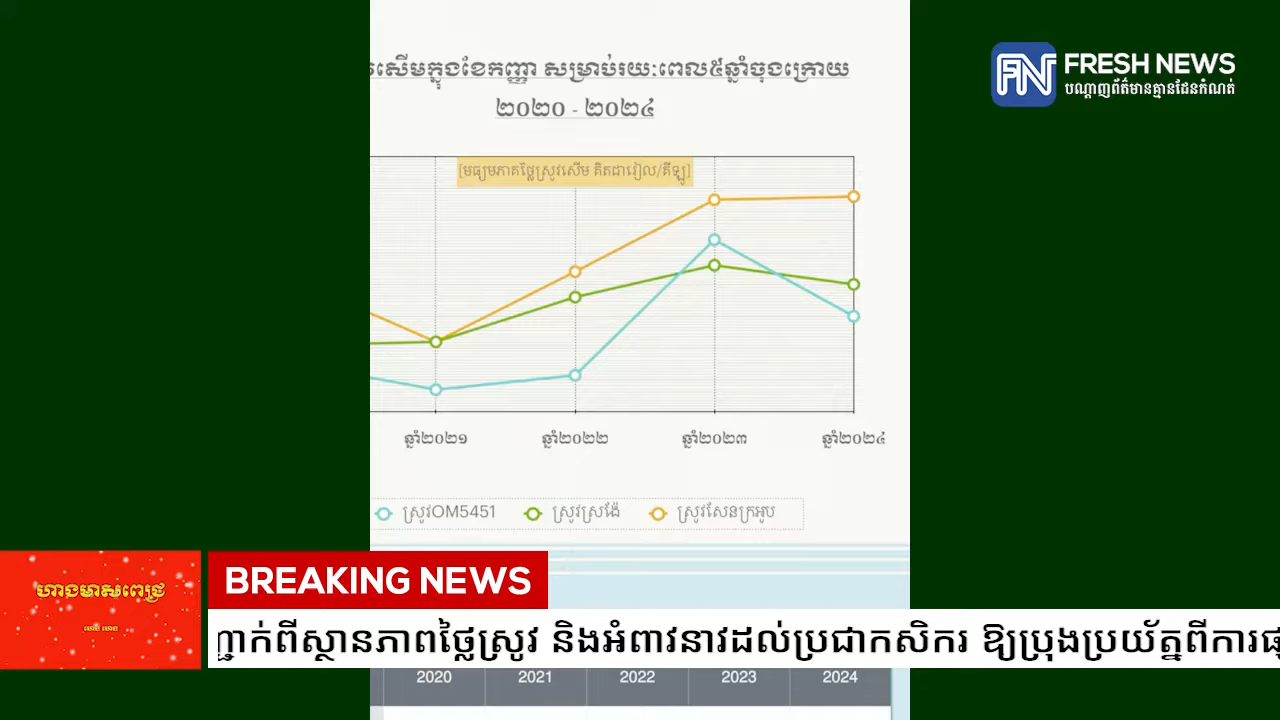 សើមក្នុងខែកញ្ញា សម្រាប់រយៈពេល៥ឆ្នាំចុងក្រោយ
២០២០ - ២០២៤
FRESH NEWS
បណ្ដាញព័ត៌មានគ្មានដែនកំណត់
[មធ្យមភាគថ្លៃស្រូវសើម គិតជារៀល/គីឡូ]
ឆ្នាំ២០២១ ឆ្នាំ២០២២ ឆ្នាំ២០២៣ ឆ្នាំ២០២៤
ស្រូវOM5451 ស្រូវស្រង៉ែ ស្រូវសែនក្រអូប
ហាងមាសពេជ្រ
BREAKING NEWS
ពីស្ថានភាពថ្លៃស្រូវ និងអំពាវនាវដល់ប្រជាកសិករ ឱ្យប្រុងប្រយ័ត្នពីការ
2020 2021 2022 2023 2024